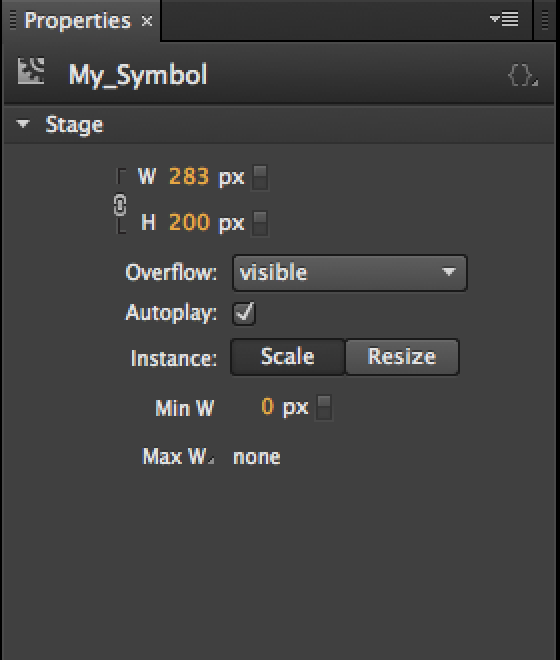 Properties ×
My_Symbol {}
Stage
W 283 px
H 200 px
Overflow: visible
Autoplay:
Instance: Scale Resize
Min W 0 px
Max W none